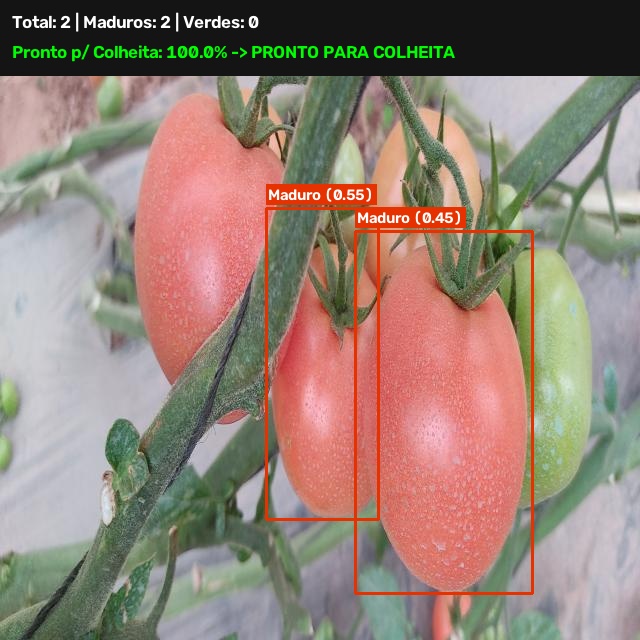 Total: 2 | Maduros: 2 | Verdes: 0
Pronto p/ Colheita: 100.0% -> PRONTO PARA COLHEITA
Maduro (0.55)
Maduro (0.45)